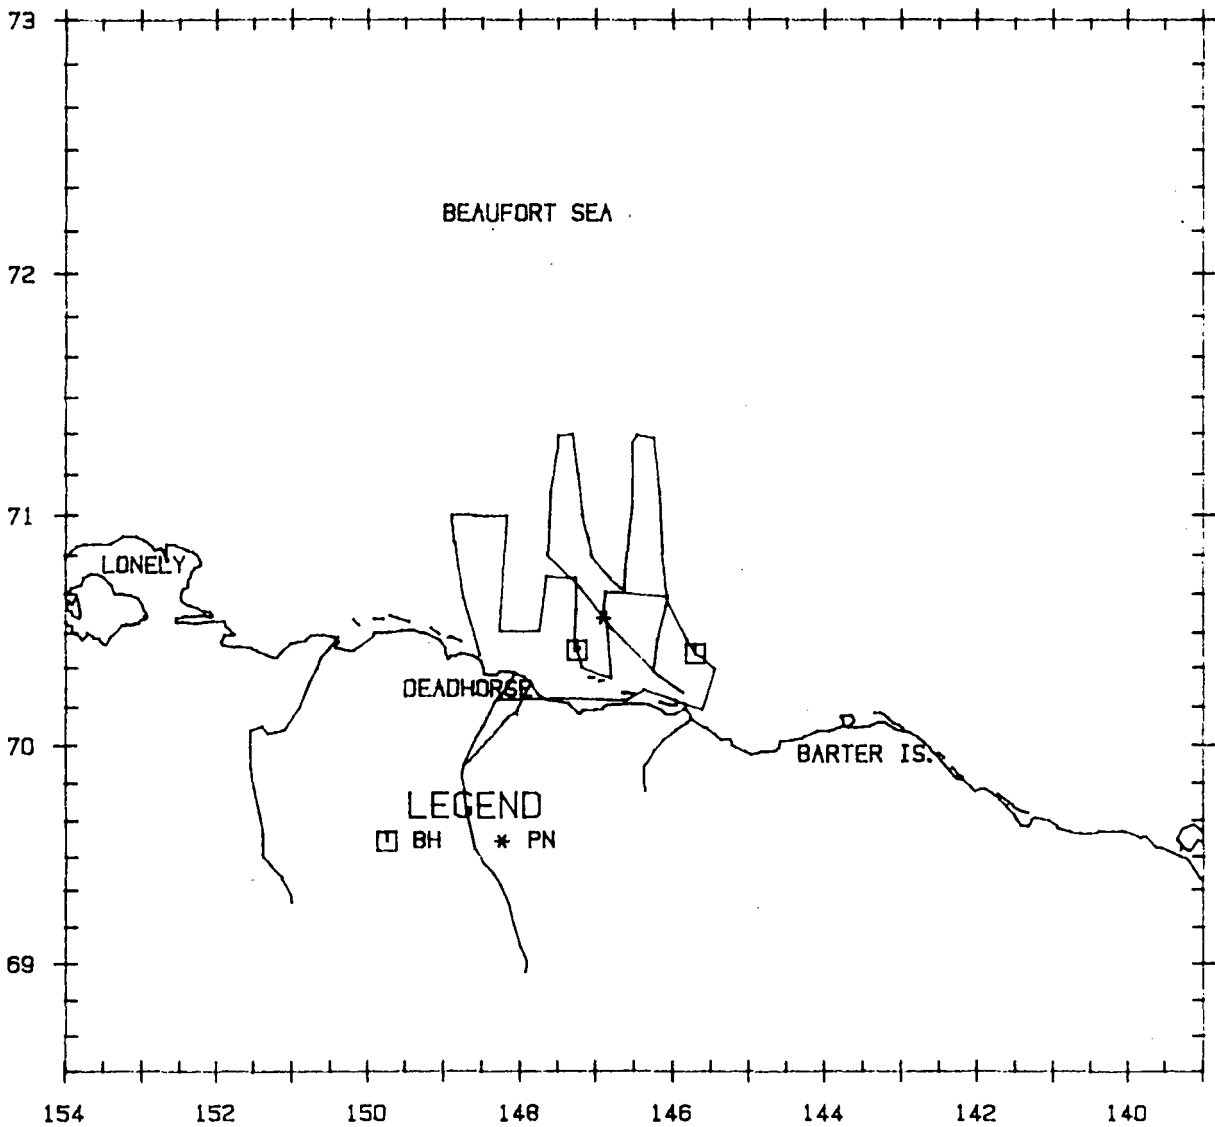 73
BEAUFORT SEA
72
71
LONELY
DEADHORSE
70
BARTER IS.
LEGEND
BH PN
69
154 152 150 148 146 144 142 140